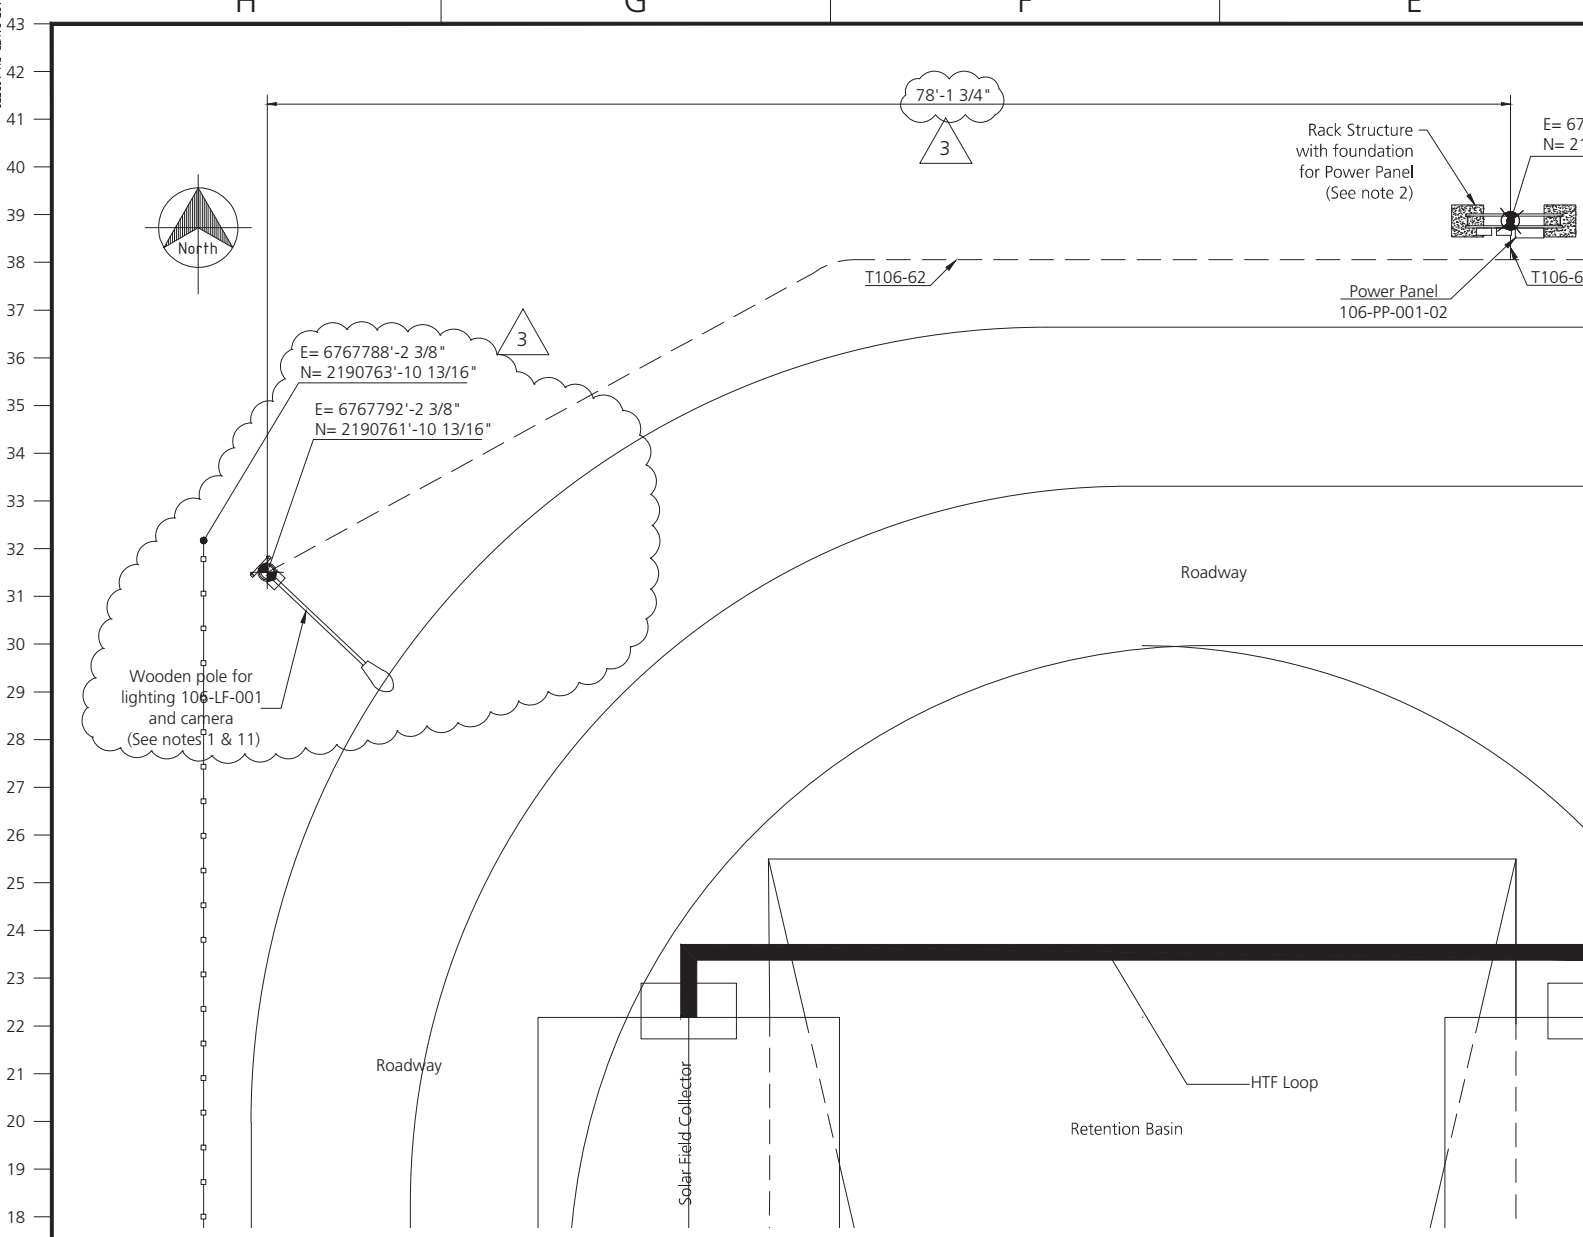 H
G
F
E
43
42
41
40
39
38
37
36
35
34
33
32
31
30
29
28
27
26
25
24
23
22
21
20
19
18
78'-1 3/4"
3
Rack Structure
with foundation
for Power Panel
(See note 2)
E= 67
N= 21
North
T106-62
T106-6
Power Panel
106-PP-001-02
3
E= 6767788'-2 3/8"
N= 2190763'-10 13/16"
E= 6767792'-2 3/8"
N= 2190761'-10 13/16"
Roadway
Wooden pole for
lighting 106-LF-001
and camera
(See notes 1 & 11)
Roadway
Solar Field Collector
HTF Loop
Retention Basin